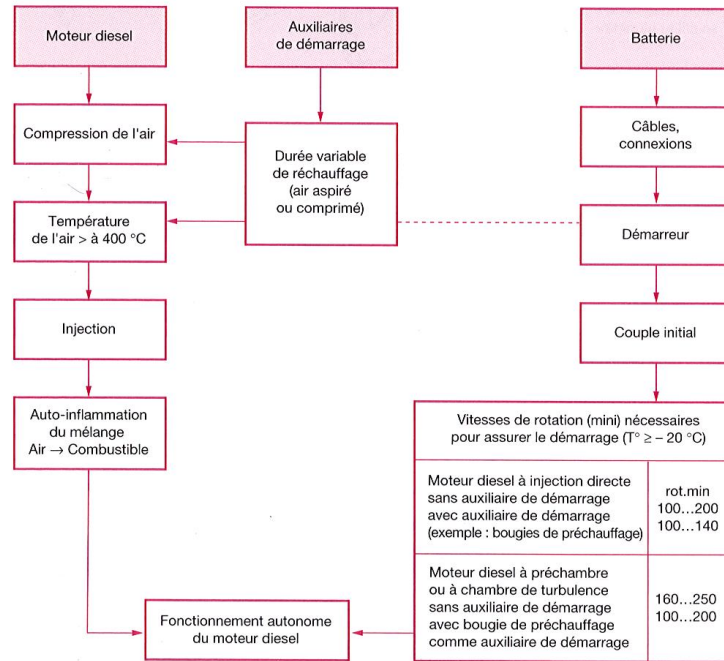 Moteur diesel
Auxiliaires
de démarrage
Batterie
Compression de l'air
Durée variable
de réchauffage
(air aspiré
ou comprimé)
Câbles,
connexions
Température
de l'air > à 400 °C
Démarreur
Injection
Couple initial
Auto-inflammation
du mélange
Air → Combustible
Vitesses de rotation (mini) nécessaires
pour assurer le démarrage (T° ≥ – 20 °C)
Moteur diesel à injection directe
sans auxiliaire de démarrage
avec auxiliaire de démarrage
(exemple : bougies de préchauffage)
rot.min
100...200
100...140
Moteur diesel à préchambre
ou à chambre de turbulence
sans auxiliaire de démarrage
avec bougie de préchauffage
comme auxiliaire de démarrage
160...250
100...200
Fonctionnement autonome
du moteur diesel